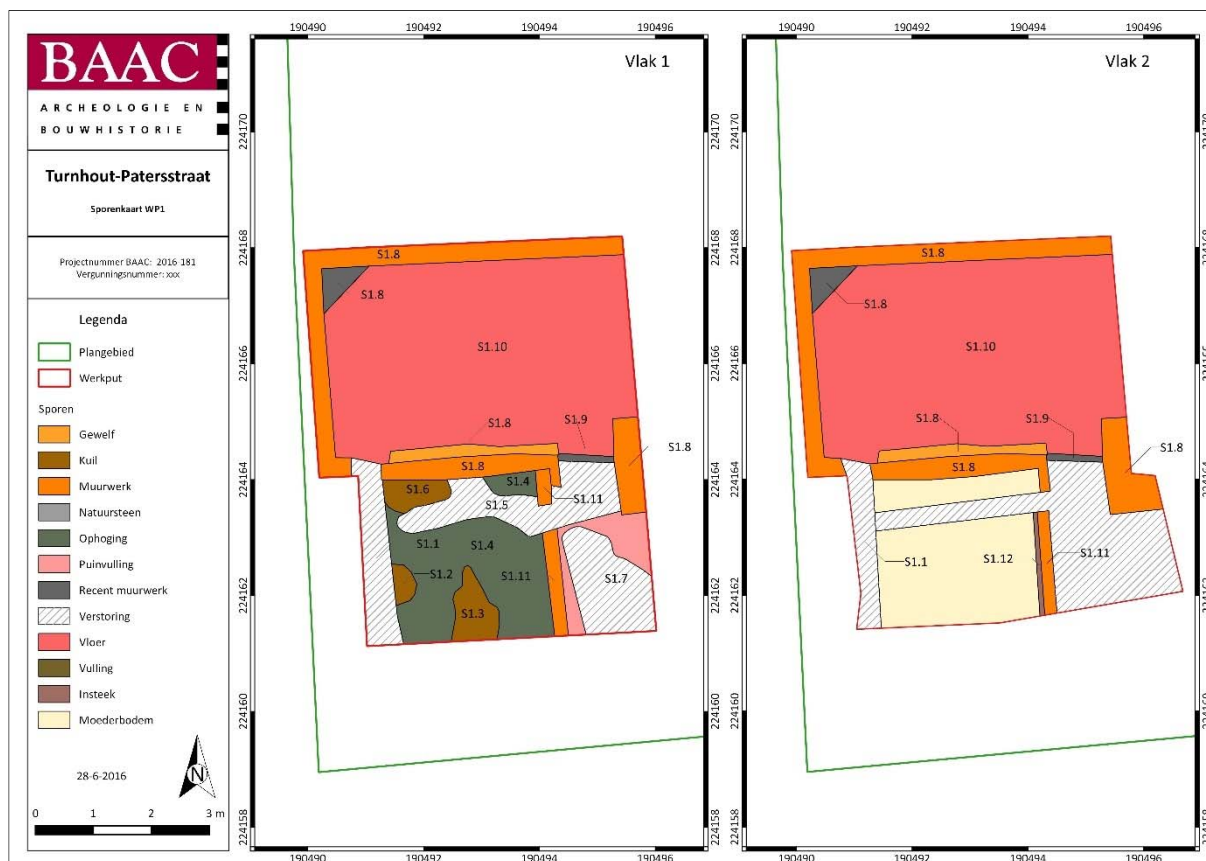 BAAC
ARCHEOLOGIE EN
BOUWHISTORIE
Turnhout-Patersstraat
Sporenkaart WP1
Projectnummer BAAC: 2016-181
Vergunningsnummer: xxx
Legenda
Plangebied
Werkput
Sporen
Gewelf
Kuil
Muurwerk
Natuursteen
Ophoging
Puinvulling
Recent muurwerk
Verstoring
Vloer
Vulling
Insteek
Moederbodem
28-6-2016
N
0 1 2 3 m
190490 190492 190494 190496
Vlak 1
224170
224168
224166
224164
224162
224160
224158
S1.8
S1.8
S1.10
S1.8
S1.9
S1.8
S1.8
S1.6
S1.4
S1.5
S1.11
S1.1
S1.4
S1.2
S1.11
S1.7
S1.3
190490 190492 190494 190496
190490 190492 190494 190496
Vlak 2
224170
224168
224166
224164
224162
224160
224158
S1.8
S1.8
S1.10
S1.8
S1.9
S1.8
S1.8
S1.1
S1.12
S1.11
190490 190492 190494 190496